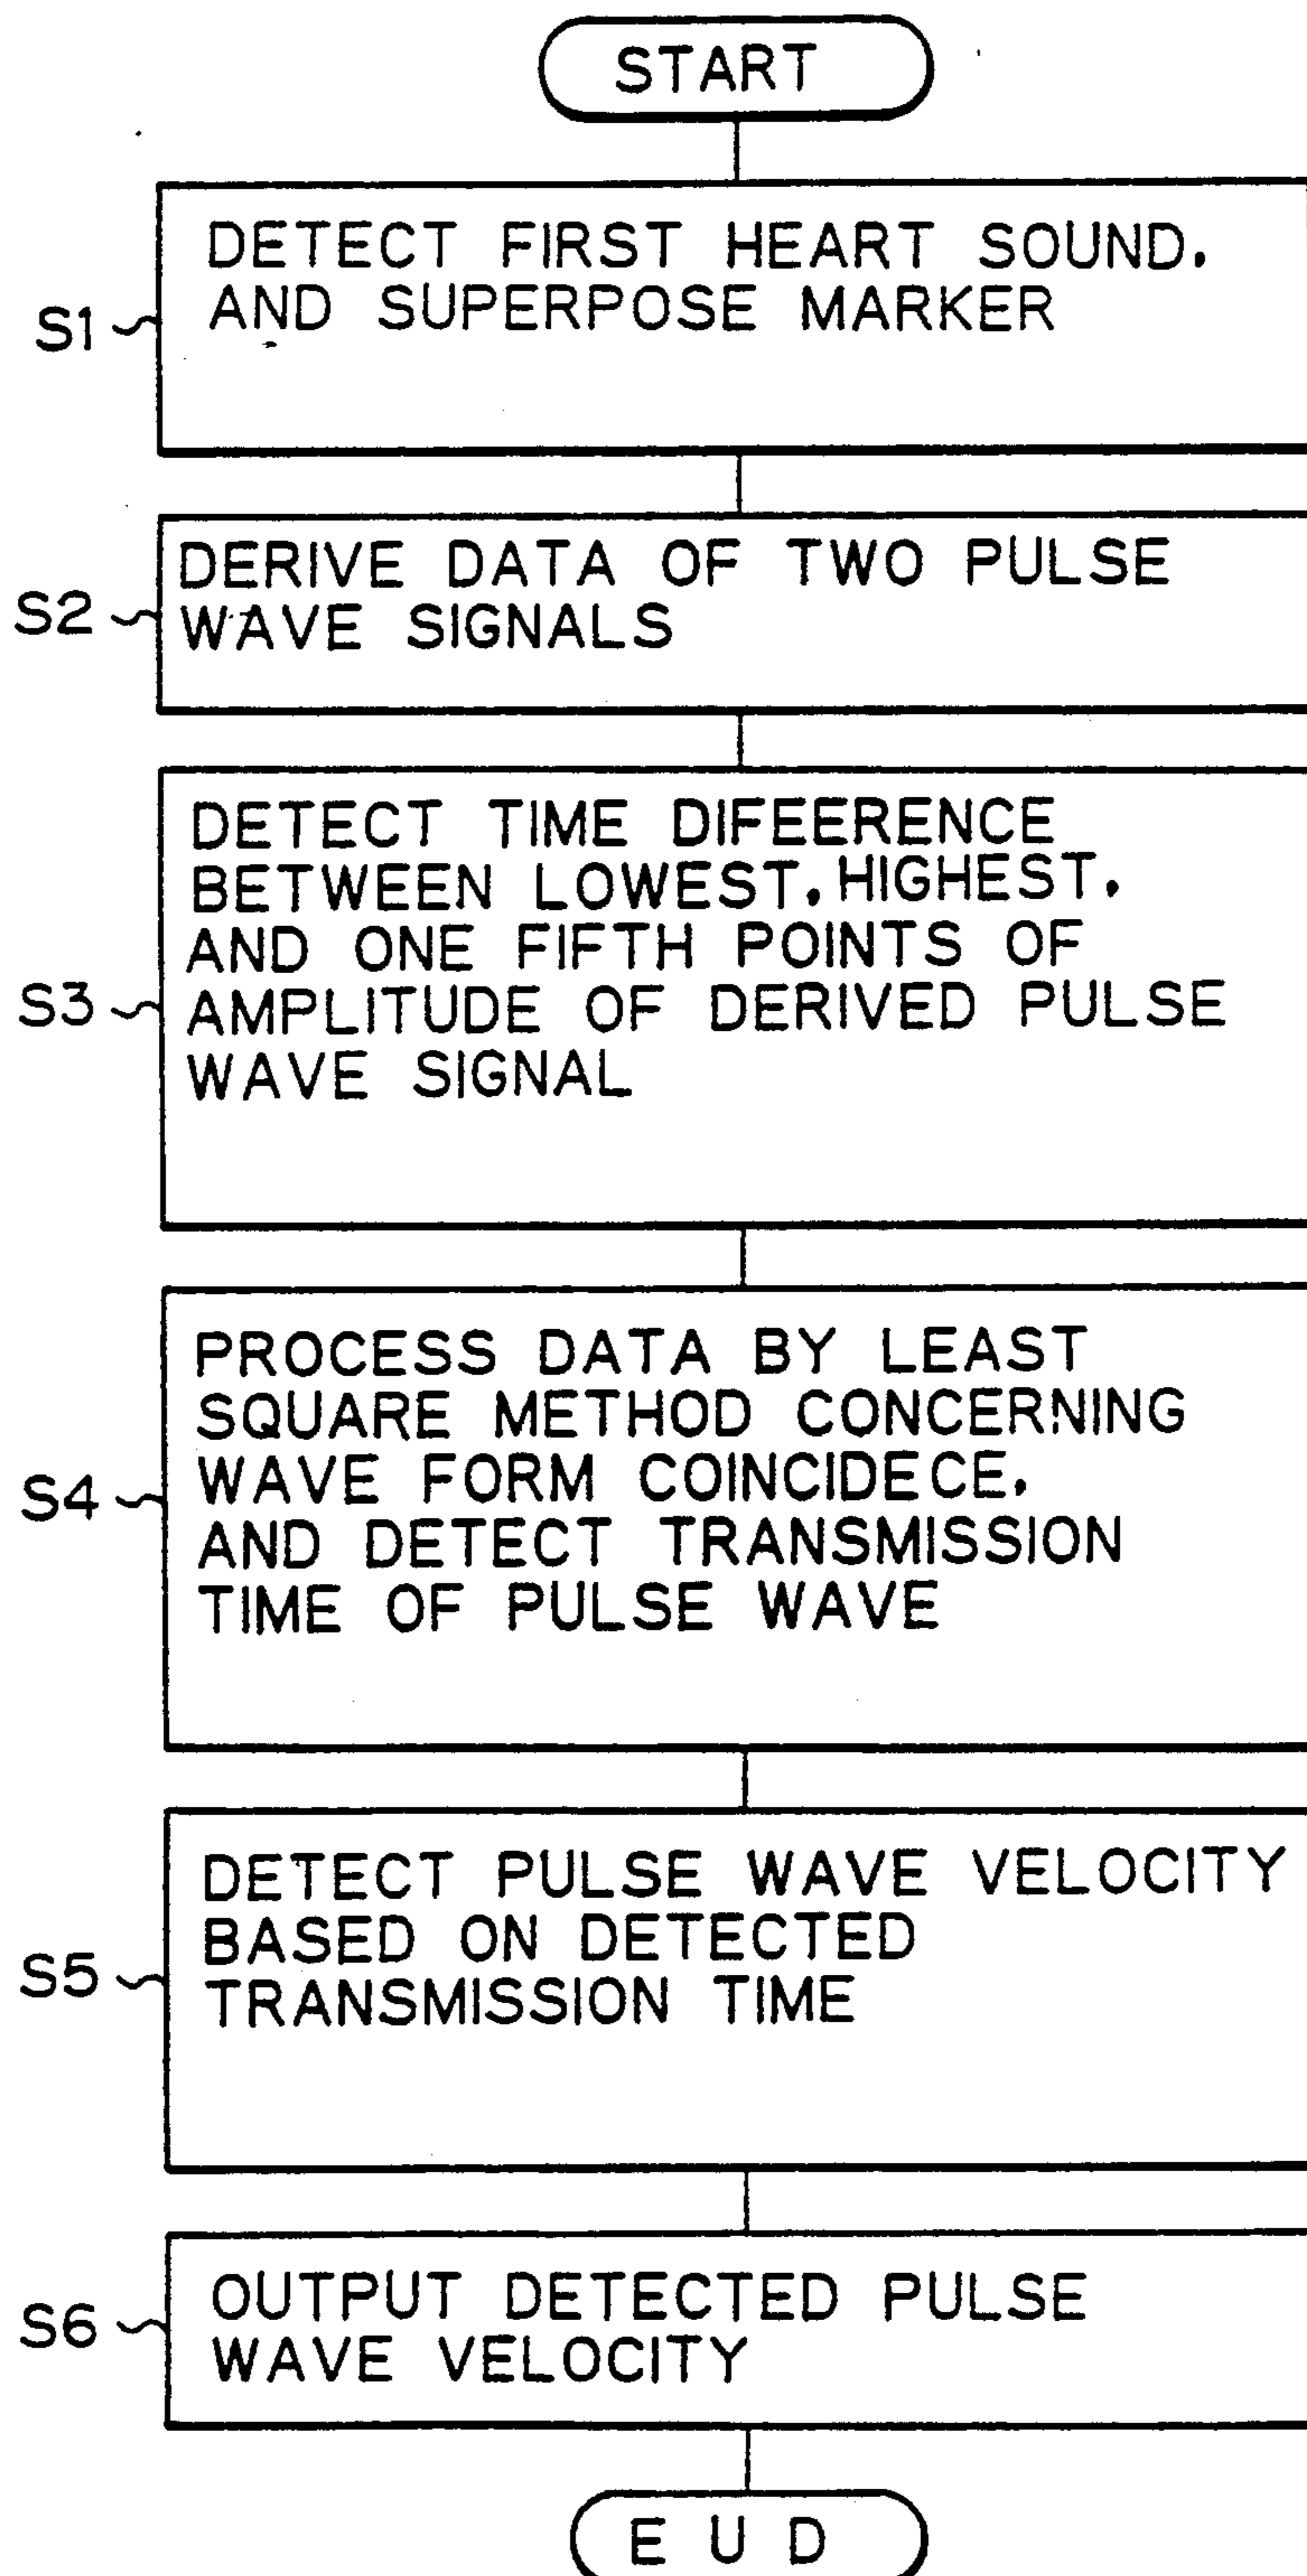 START
DETECT FIRST HEART SOUND.
AND SUPERPOSE MARKER
S1
DERIVE DATA OF TWO PULSE
WAVE SIGNALS
S2
DETECT TIME DIFEERENCE
BETWEEN LOWEST. HIGHEST.
AND ONE FIFTH POINTS OF
AMPLITUDE OF DERIVED PULSE
WAVE SIGNAL
S3
PROCESS DATA BY LEAST
SQUARE METHOD CONCERNING
WAVE FORM COINCIDECE.
AND DETECT TRANSMISSION
TIME OF PULSE WAVE
S4
DETECT PULSE WAVE VELOCITY
BASED ON DETECTED
TRANSMISSION TIME
S5
OUTPUT DETECTED PULSE
WAVE VELOCITY
S6
E U D